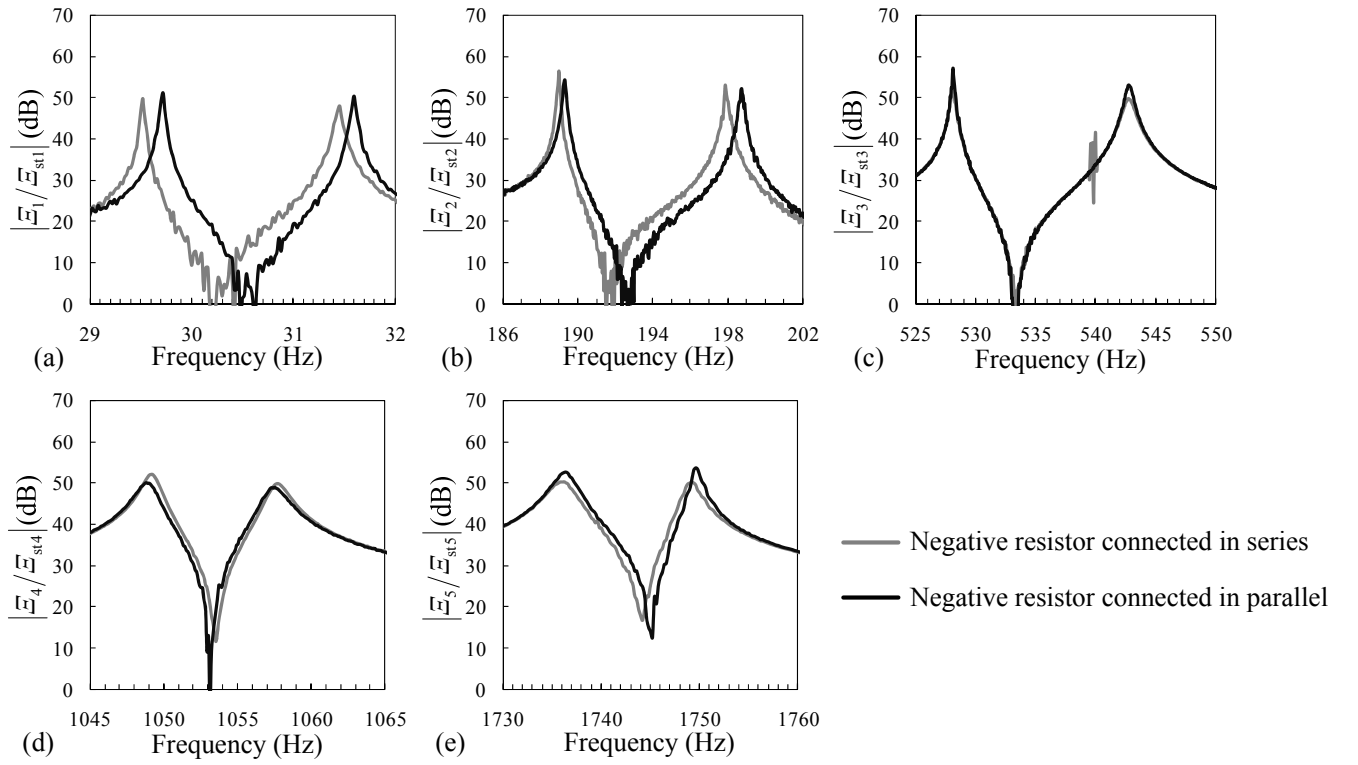 70
60
50
40
30
20
10
0
|Ξ1/Ξst1| (dB)
29 30 31 32
(a) Frequency (Hz)
70
60
50
40
30
20
10
0
|Ξ2/Ξst2| (dB)
186 190 194 198 202
(b) Frequency (Hz)
70
60
50
40
30
20
10
0
|Ξ3/Ξst3| (dB)
525 530 535 540 545 550
(c) Frequency (Hz)
70
60
50
40
30
20
10
0
|Ξ4/Ξst4| (dB)
1045 1050 1055 1060 1065
(d) Frequency (Hz)
70
60
50
40
30
20
10
0
|Ξ5/Ξst5| (dB)
1730 1740 1750 1760
(e) Frequency (Hz)
Negative resistor connected in series
Negative resistor connected in parallel